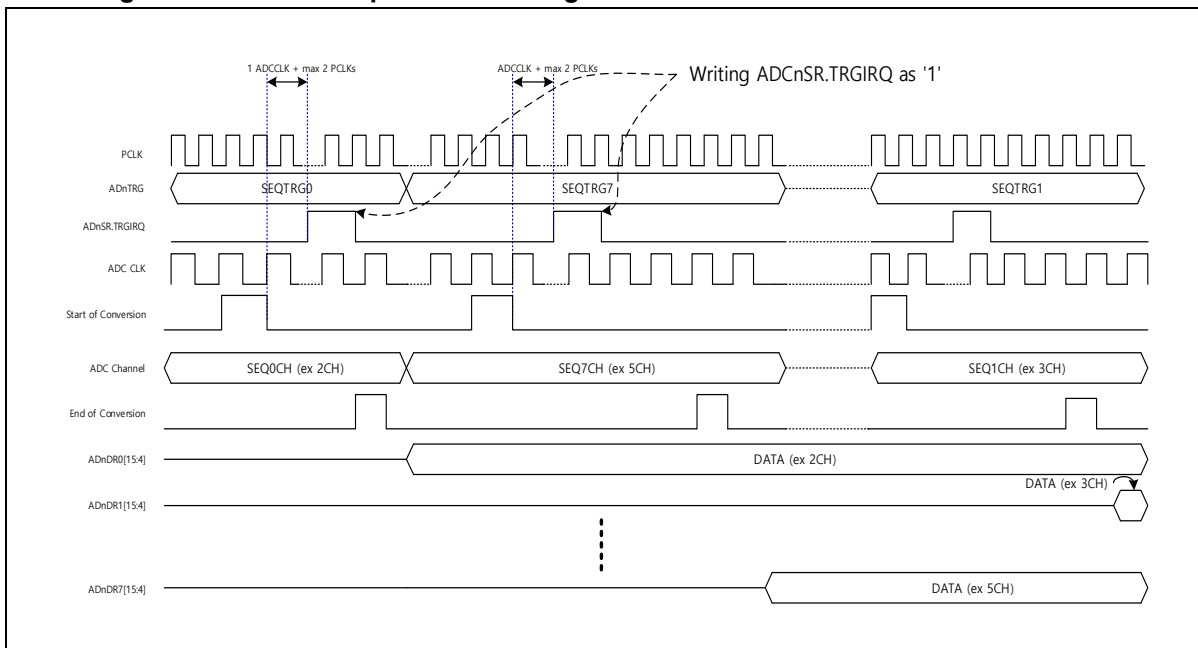 1 ADCCLK + max 2 PCLKs
ADCCLK + max 2 PCLKs
Writing ADCnSR.TRGIRQ as '1'
PCLK
ADnTRG
SEQTRG0
SEQTRG7
SEQTRG1
ADnSR.TRGIRQ
ADC CLK
Start of Conversion
ADC Channel
SEQ0CH (ex 2CH)
SEQ7CH (ex 5CH)
SEQ1CH (ex 3CH)
End of Conversion
ADnDR0[15:4]
DATA (ex 2CH)
DATA (ex 3CH)
ADnDR1[15:4]
ADnDR7[15:4]
DATA (ex 5CH)